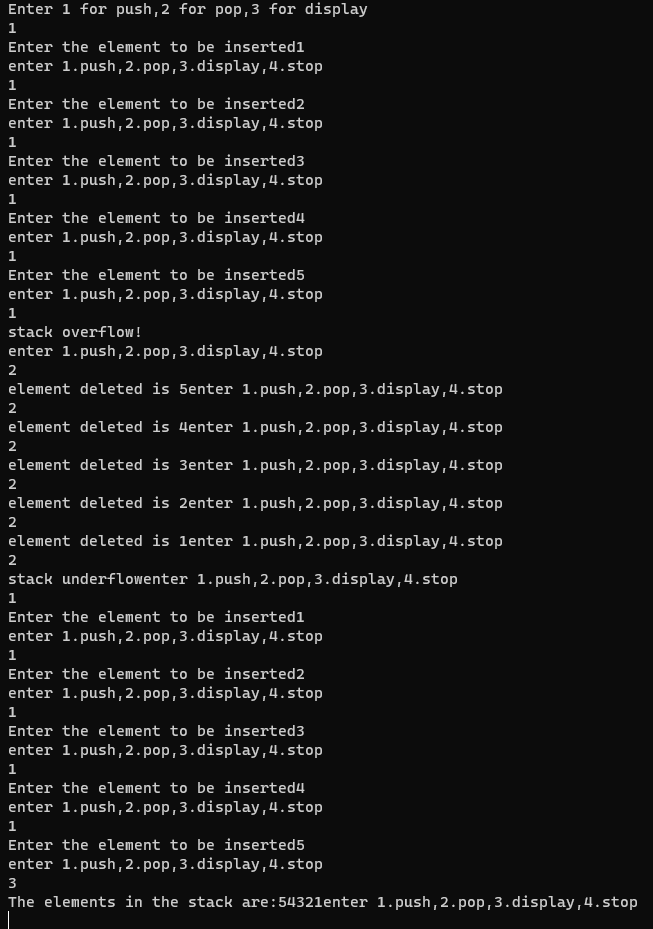 Enter 1 for push,2 for pop,3 for display
1
Enter the element to be inserted1
enter 1.push,2.pop,3.display,4.stop
1
Enter the element to be inserted2
enter 1.push,2.pop,3.display,4.stop
1
Enter the element to be inserted3
enter 1.push,2.pop,3.display,4.stop
1
Enter the element to be inserted4
enter 1.push,2.pop,3.display,4.stop
1
Enter the element to be inserted5
enter 1.push,2.pop,3.display,4.stop
1
stack overflow!
enter 1.push,2.pop,3.display,4.stop
2
element deleted is 5enter 1.push,2.pop,3.display,4.stop
2
element deleted is 4enter 1.push,2.pop,3.display,4.stop
2
element deleted is 3enter 1.push,2.pop,3.display,4.stop
2
element deleted is 2enter 1.push,2.pop,3.display,4.stop
2
element deleted is 1enter 1.push,2.pop,3.display,4.stop
2
stack underflowenter 1.push,2.pop,3.display,4.stop
1
Enter the element to be inserted1
enter 1.push,2.pop,3.display,4.stop
1
Enter the element to be inserted2
enter 1.push,2.pop,3.display,4.stop
1
Enter the element to be inserted3
enter 1.push,2.pop,3.display,4.stop
1
Enter the element to be inserted4
enter 1.push,2.pop,3.display,4.stop
1
Enter the element to be inserted5
enter 1.push,2.pop,3.display,4.stop
3
The elements in the stack are:54321enter 1.push,2.pop,3.display,4.stop